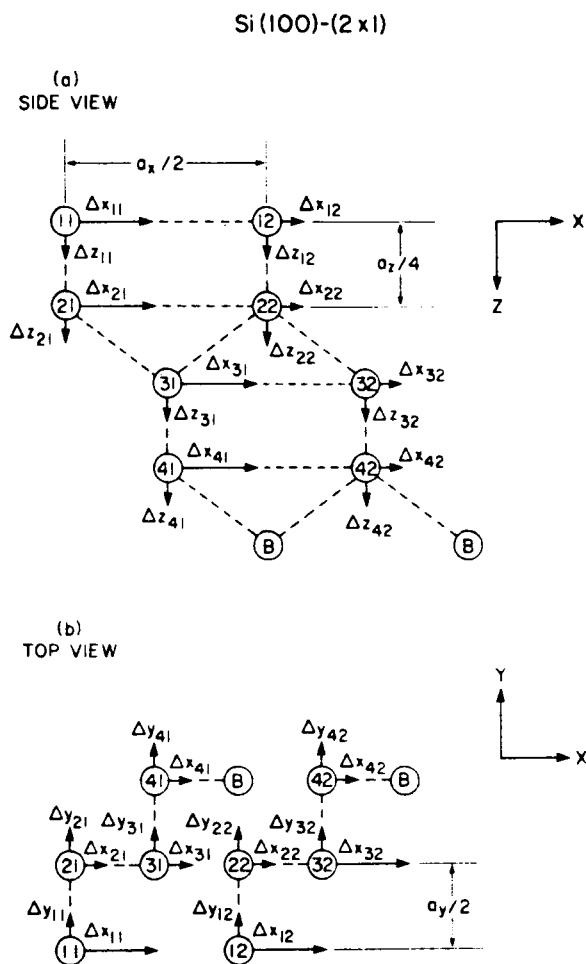 Si(100)-(2x1)
(a)
SIDE VIEW
aₓ/2
11 Δx₁₁ 12 Δx₁₂ X
Δz₁₁ Δz₁₂ a_z/4
21 Δx₂₁ 22 Δx₂₂ Z
Δz₂₁ Δz₂₂
31 Δx₃₁ 32 Δx₃₂
Δz₃₁ Δz₃₂
41 Δx₄₁ 42 Δx₄₂
Δz₄₁ Δz₄₂
B B
(b)
TOP VIEW
Y
X
Δy₄₁ Δy₄₂
41 Δx₄₁ B 42 Δx₄₂ B
Δy₂₁ Δy₃₁ Δy₂₂ Δy₃₂
21 Δx₂₁ 31 Δx₃₁ 22 Δx₂₂ 32 Δx₃₂
Δy₁₁ Δy₁₂ a_y/2
11 Δx₁₁ 12 Δx₁₂